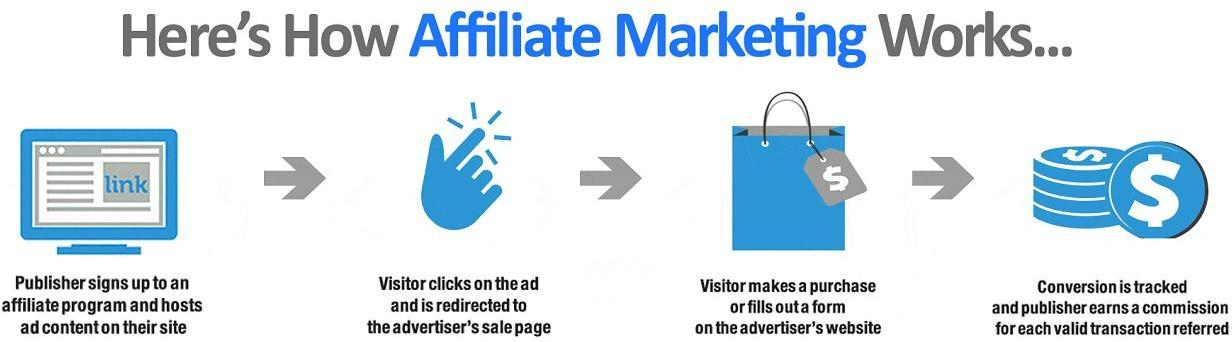 Here's How Affiliate Marketing Works...
link
$
$
$
Publisher signs up to an
affiliate program and hosts
ad content on their site
Visitor clicks on the ad
and is redirected to
the advertiser's sale page
Visitor makes a purchase
or fills out a form
on the advertiser's website
Conversion is tracked
and publisher earns a commission
for each valid transaction referred